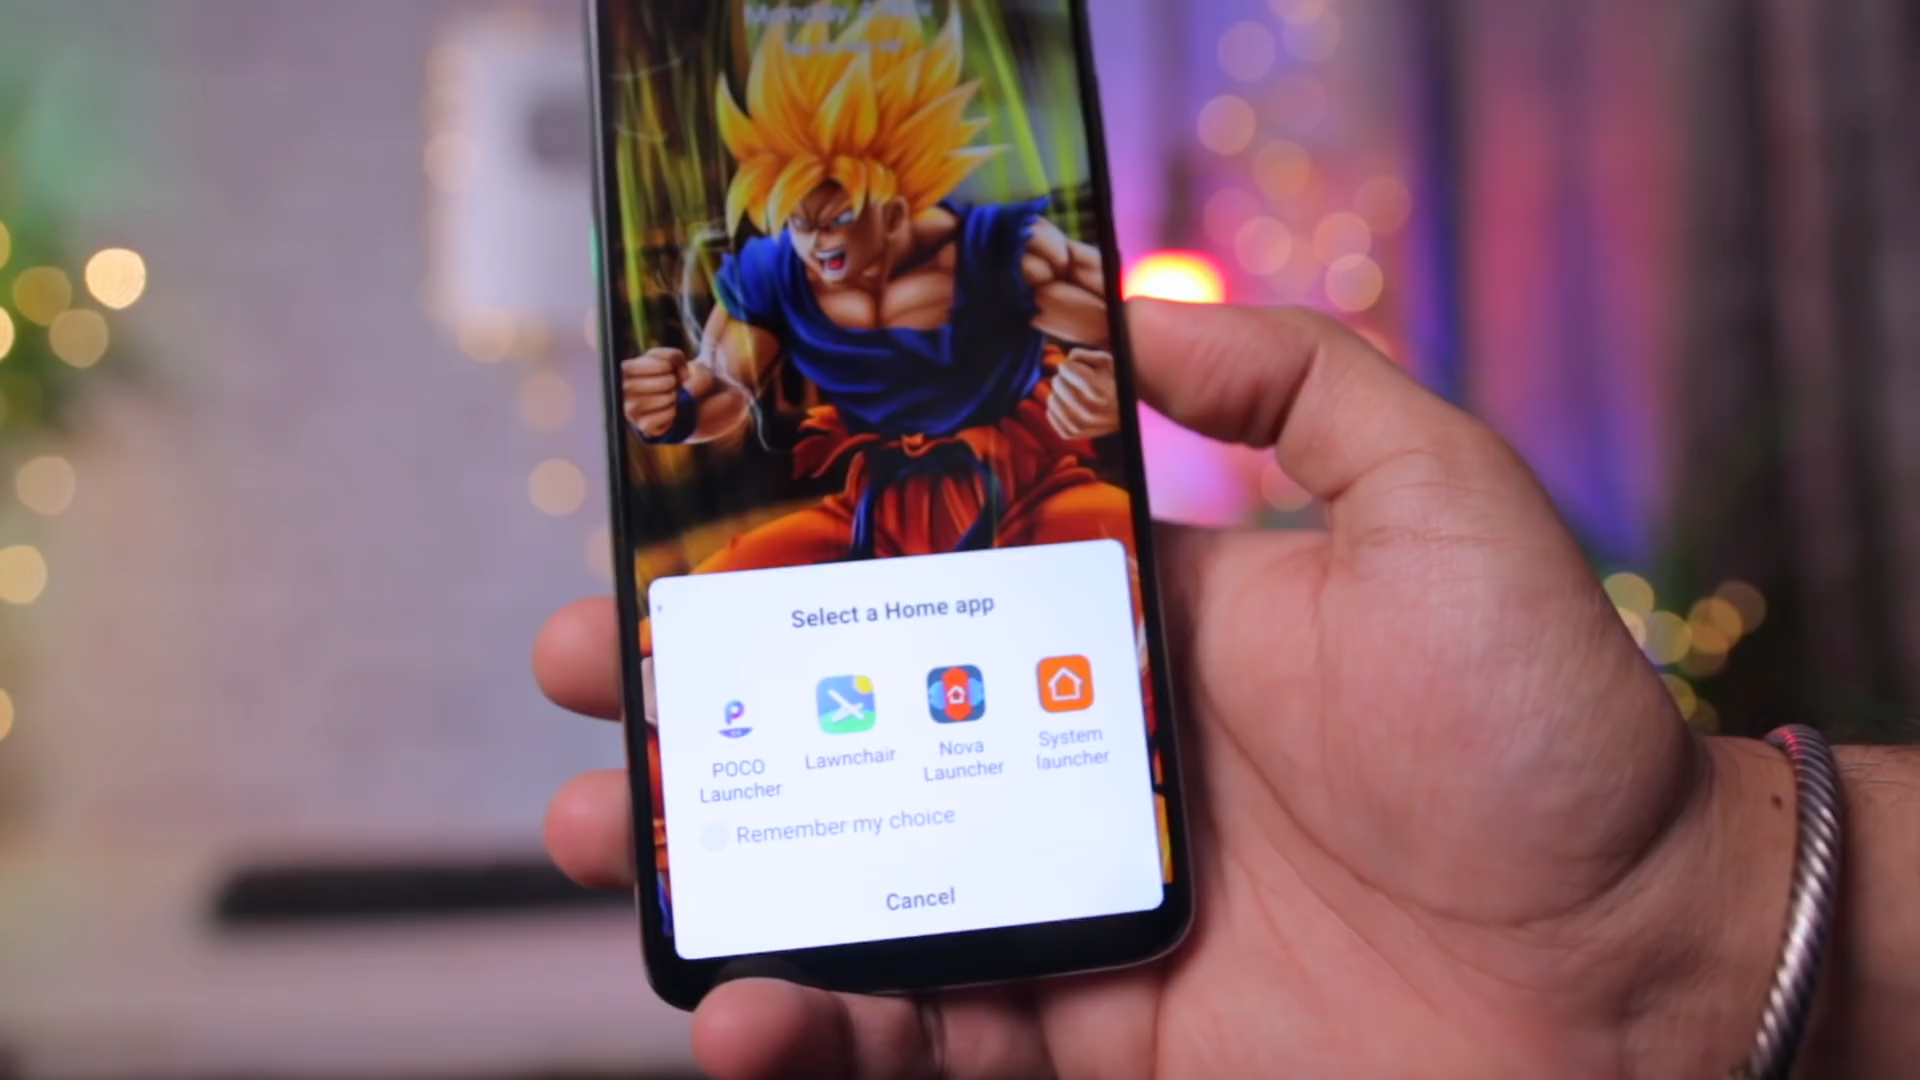 Select a Home app
POCO
Launcher
Lawnchair
Nova
Launcher
System
launcher
Remember my choice
Cancel